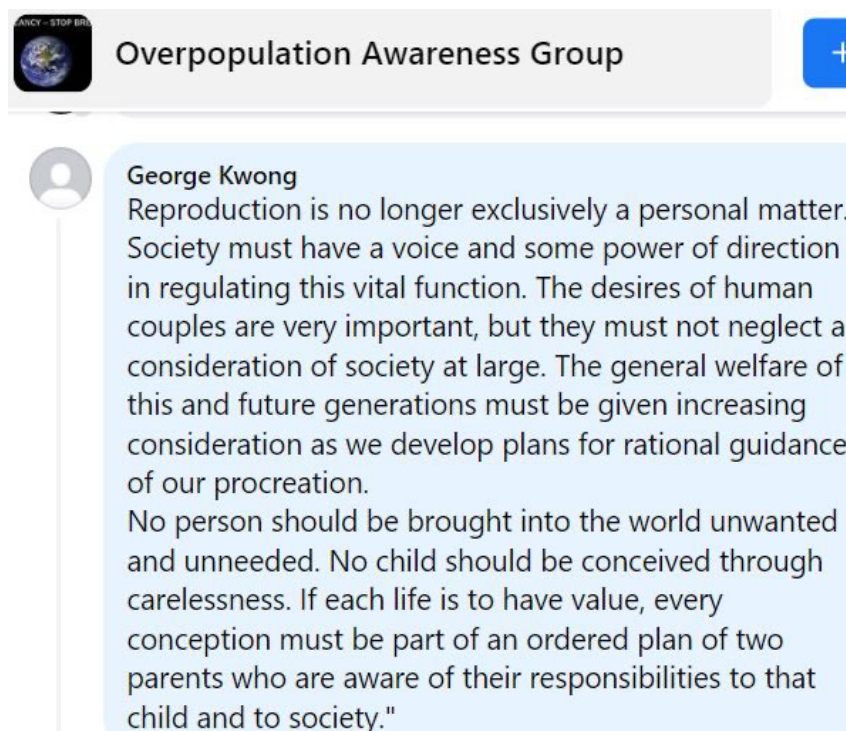 ANCY – STOP BRE
Overpopulation Awareness Group
+
George Kwong
Reproduction is no longer exclusively a personal matter.
Society must have a voice and some power of direction
in regulating this vital function. The desires of human
couples are very important, but they must not neglect a
consideration of society at large. The general welfare of
this and future generations must be given increasing
consideration as we develop plans for rational guidance
of our procreation.
No person should be brought into the world unwanted
and unneeded. No child should be conceived through
carelessness. If each life is to have value, every
conception must be part of an ordered plan of two
parents who are aware of their responsibilities to that
child and to society."